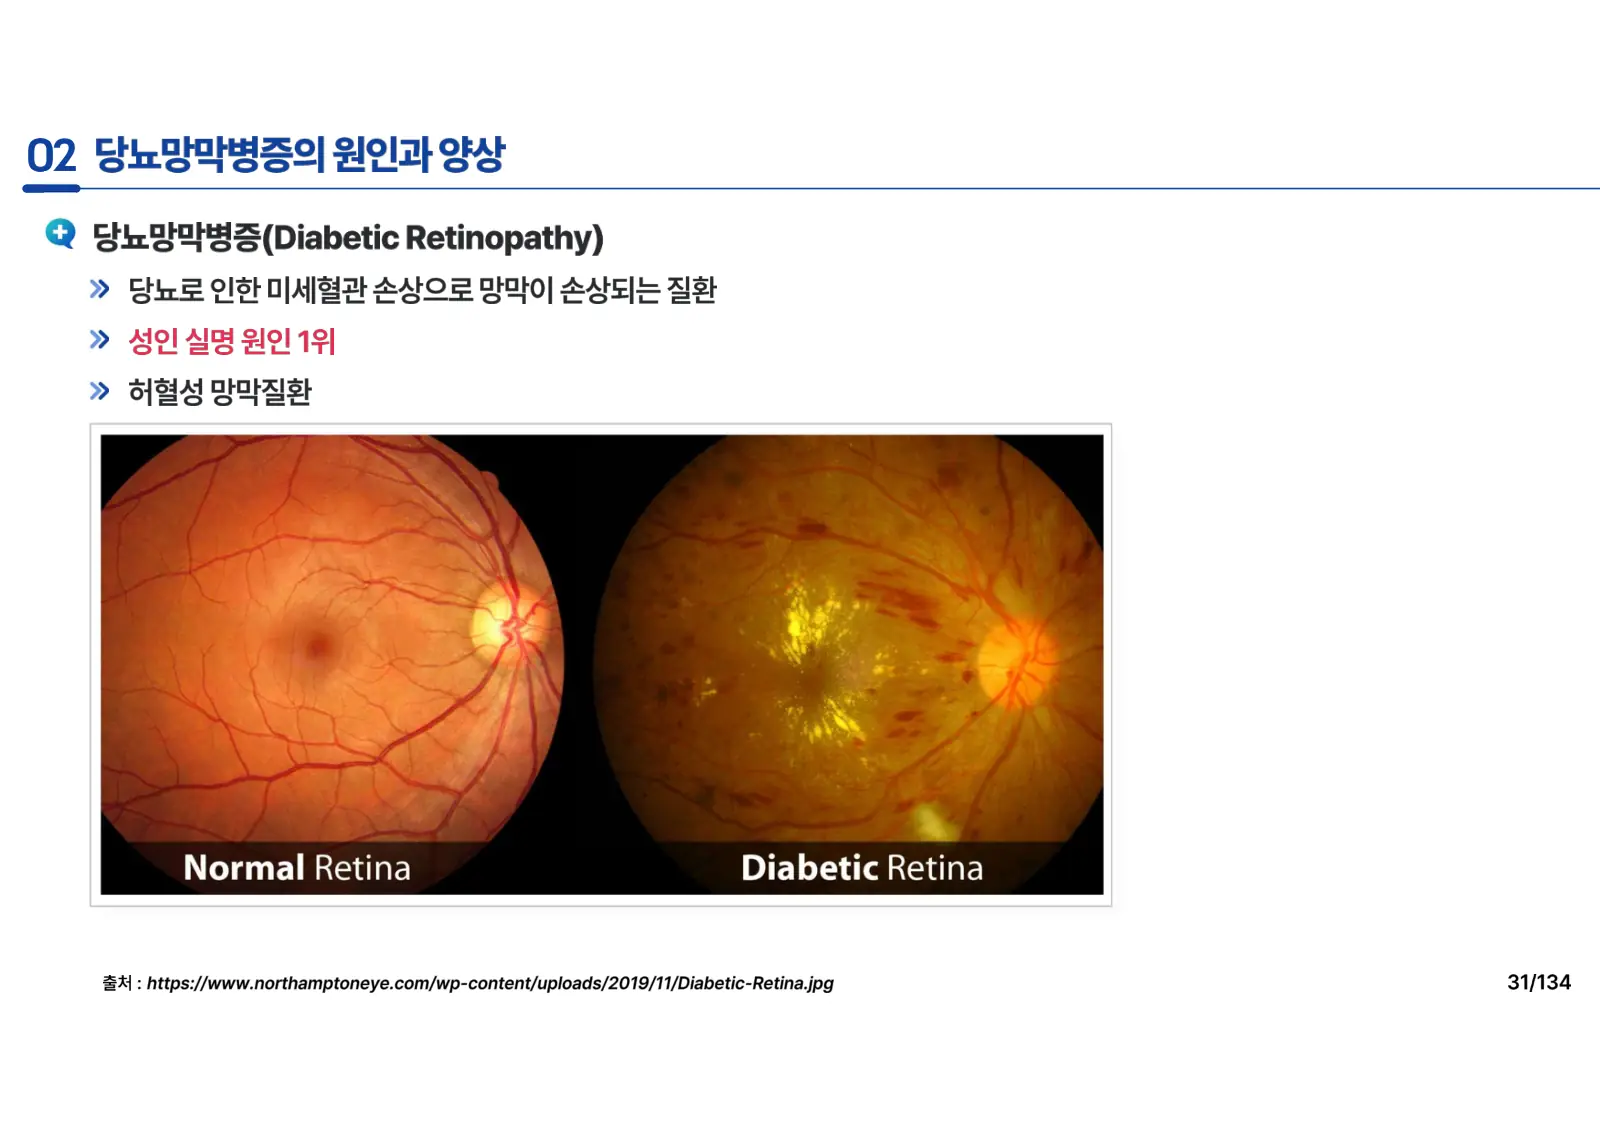 02 당뇨망막병증의 원인과 양상
당뇨망막병증(Diabetic Retinopathy)
당뇨로 인한 미세혈관 손상으로 망막이 손상되는 질환
성인 실명 원인 1위
허혈성 망막질환
Normal Retina
Diabetic Retina
출처 : https://www.northamptoneye.com/wp-content/uploads/2019/11/Diabetic-Retina.jpg
31/134